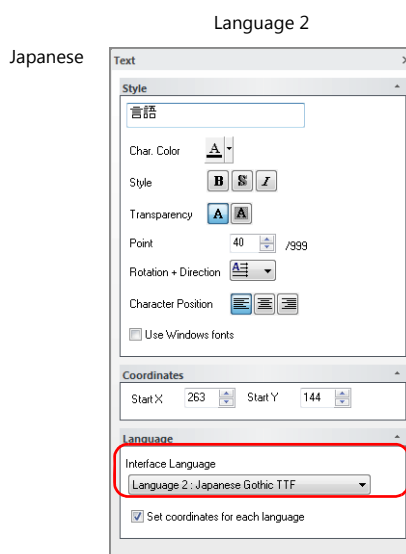 Language 2
Japanese
Text
Style
言語
Char. Color A
Style B S I
Transparency A A
Point 40 /999
Rotation + Direction A
Character Position
Use Windows fonts
Coordinates
Start X 263 Start Y 144
Language
Interface Language
Language 2 : Japanese Gothic TTF
Set coordinates for each language